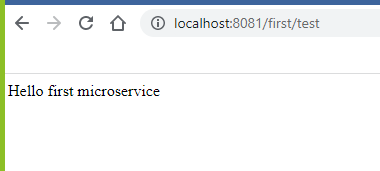 localhost:8081/first/test
Hello first microservice